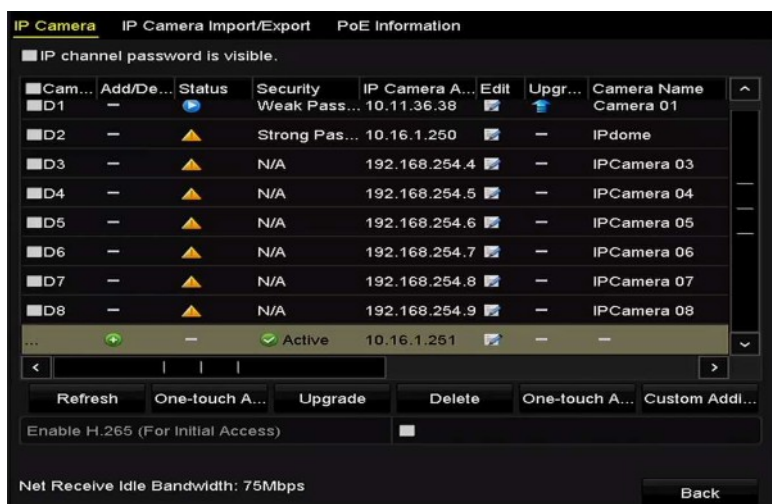 IP Camera IP Camera Import/Export PoE Information
IP channel password is visible.
Cam... Add/De... Status Security IP Camera A... Edit Upgr... Camera Name
D1 – Weak Pass... 10.11.36.38 Camera 01
D2 – Strong Pas... 10.16.1.250 – IPdome
D3 – N/A 192.168.254.4 – IPCamera 03
D4 – N/A 192.168.254.5 – IPCamera 04
D5 – N/A 192.168.254.6 – IPCamera 05
D6 – N/A 192.168.254.7 – IPCamera 06
D7 – N/A 192.168.254.8 – IPCamera 07
D8 – N/A 192.168.254.9 – IPCamera 08
... – Active 10.16.1.251 – –
Refresh One-touch A... Upgrade Delete One-touch A... Custom Addi...
Enable H.265 (For Initial Access)
Net Receive Idle Bandwidth: 75Mbps
Back